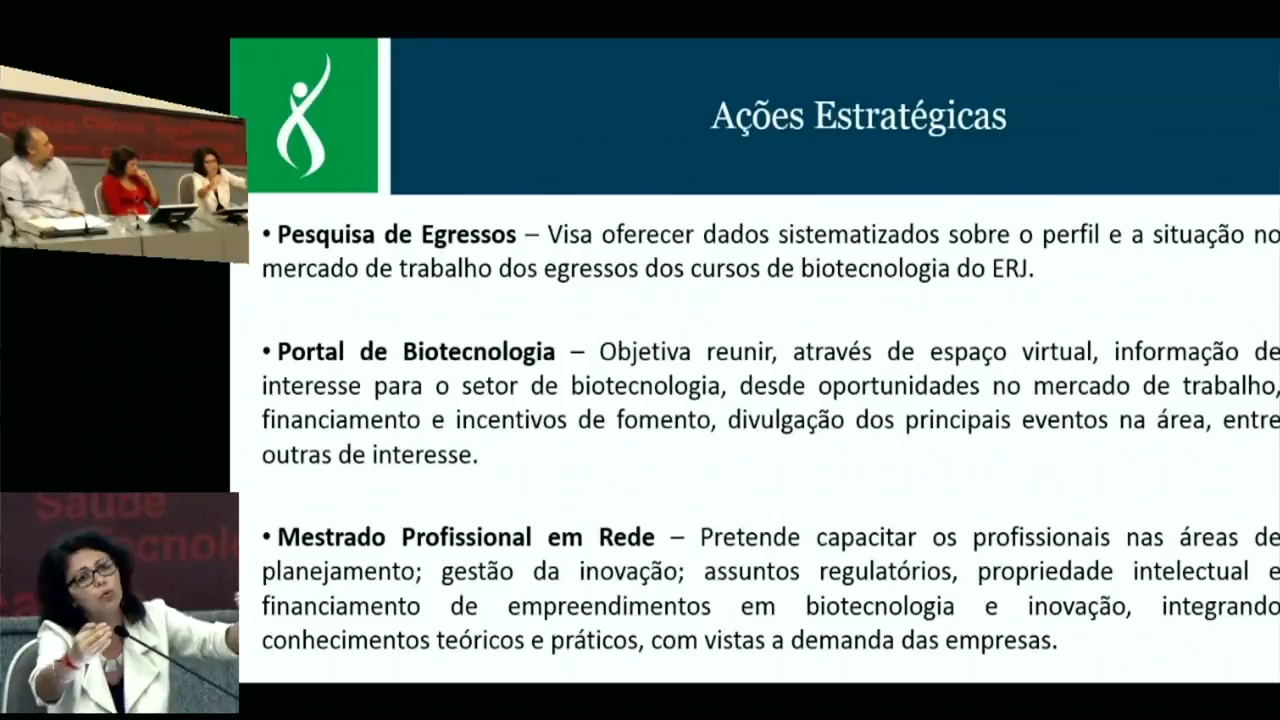 Ações Estratégicas
• Pesquisa de Egressos – Visa oferecer dados sistematizados sobre o perfil e a situação no
mercado de trabalho dos egressos dos cursos de biotecnologia do ERJ.
• Portal de Biotecnologia – Objetiva reunir, através de espaço virtual, informação de
interesse para o setor de biotecnologia, desde oportunidades no mercado de trabalho,
financiamento e incentivos de fomento, divulgação dos principais eventos na área, entre
outras de interesse.
• Mestrado Profissional em Rede – Pretende capacitar os profissionais nas áreas de
planejamento; gestão da inovação; assuntos regulatórios, propriedade intelectual e
financiamento de empreendimentos em biotecnologia e inovação, integrando
conhecimentos teóricos e práticos, com vistas a demanda das empresas.
Saúde